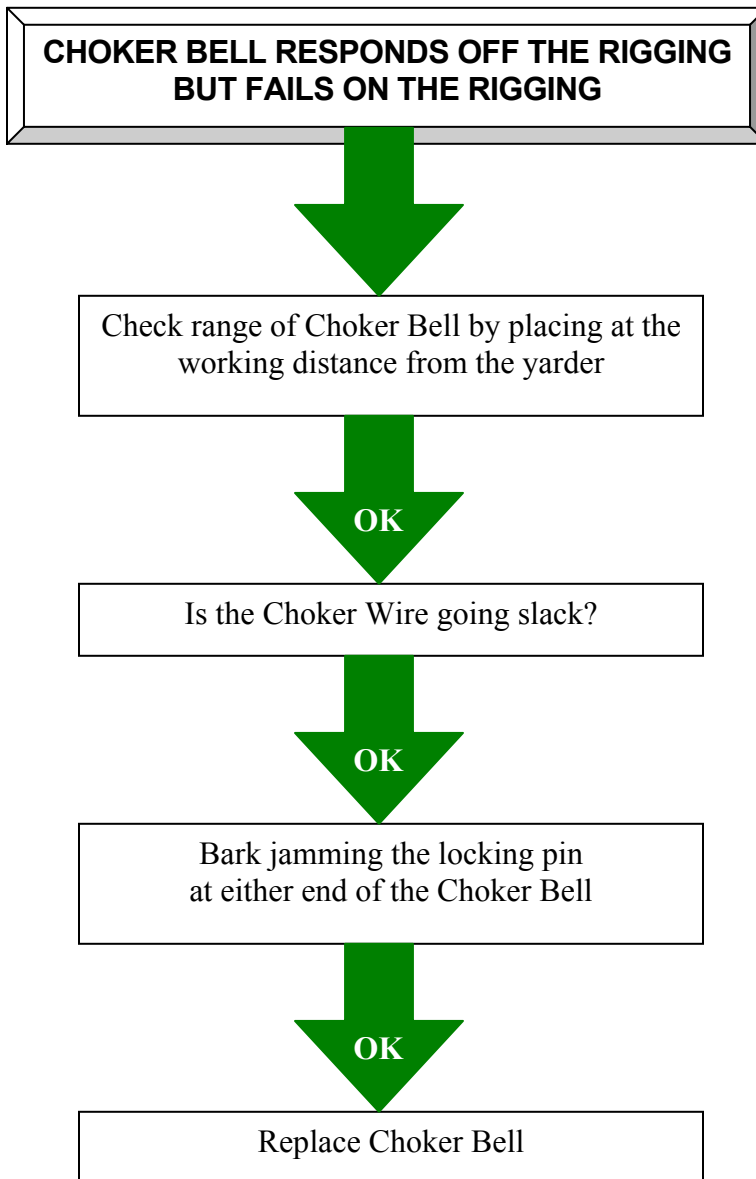 CHOKER BELL RESPONDS OFF THE RIGGING
BUT FAILS ON THE RIGGING
Check range of Choker Bell by placing at the
working distance from the yarder
OK
Is the Choker Wire going slack?
OK
Bark jamming the locking pin
at either end of the Choker Bell
OK
Replace Choker Bell